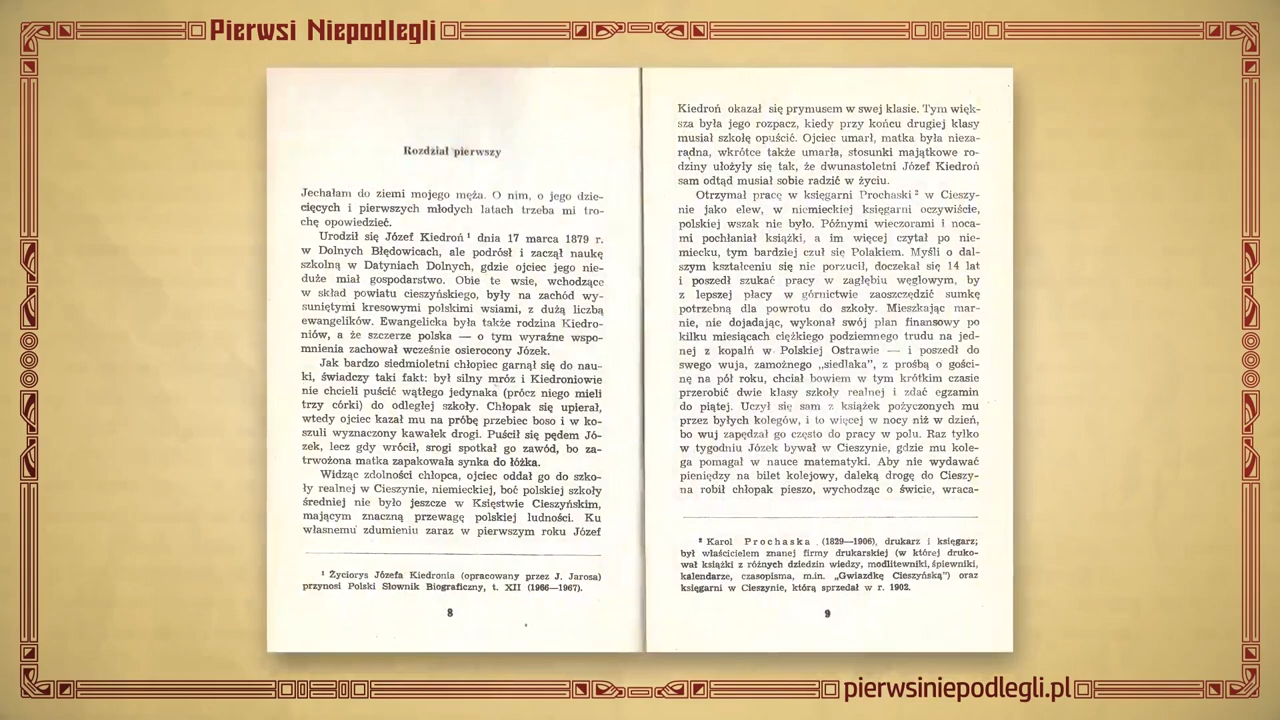 Pierwsi Niepodlegli
Rozdział pierwszy
Jechałam do ziemi mojego męża. O nim, o jego dzie-
cięcych i pierwszych młodych latach trzeba mi tro-
chę opowiedzieć.
Urodził się Józef Kiedroń¹ dnia 17 marca 1879 r.
w Dolnych Błędowicach, ale podrósł i zaczął naukę
szkolną w Datyniach Dolnych, gdzie ojciec jego nie-
duże miał gospodarstwo. Obie te wsie, wchodzące
w skład powiatu cieszyńskiego, były na zachód wy-
suniętymi kresowymi polskimi wsiami, z dużą liczbą
ewangelików. Ewangelicka była także rodzina Kiedro-
niów, a że szczerze polska — o tym wyraźne wspo-
mnienia zachował wcześnie osierocony Józek.
Jak bardzo siedmioletni chłopiec garnął się do nau-
ki, świadczy taki fakt: był silny mróz i Kiedroniowie
nie chcieli puścić wątłego jedynaka (prócz niego mieli
trzy córki) do odległej szkoły. Chłopak się upierał,
wtedy ojciec kazał mu na próbę przebiec boso i w ko-
szuli wyznaczony kawałek drogi. Puścił się pędem Jó-
zek, lecz gdy wrócił, srogi spotkał go zawód, bo za-
trwożona matka zapakowała synka do łóżka.
Widząc zdolności chłopca, ojciec oddał go do szko-
ły realnej w Cieszynie, niemieckiej, boć polskiej szkoły
średniej nie było jeszcze w Księstwie Cieszyńskim,
mającym znaczną przewagę polskiej ludności. Ku
własnemu zdumieniu zaraz w pierwszym roku Józef
¹ Życiorys Józefa Kiedronia (opracowany przez J. Jarosa)
przynosi Polski Słownik Biograficzny, t. XII (1966—1967).
8
Kiedroń okazał się prymusem w swej klasie. Tym więk-
sza była jego rozpacz, kiedy przy końcu drugiej klasy
musiał szkołę opuścić. Ojciec umarł, matka była nieza-
radna, wkrótce także umarła, stosunki majątkowe ro-
dziny ułożyły się tak, że dwunastoletni Józef Kiedroń
sam odtąd musiał sobie radzić w życiu.
Otrzymał pracę w księgarni Prochaski² w Cieszy-
nie jako elew, w niemieckiej księgarni oczywiście,
polskiej wszak nie było. Późnymi wieczorami i noca-
mi pochłaniał książki, a im więcej czytał po nie-
miecku, tym bardziej czuł się Polakiem. Myśli o dal-
szym kształceniu się nie porzucił, doczekał się 14 lat
i poszedł szukać pracy w zagłębiu węglowym, by
z lepszej płacy w górnictwie zaoszczędzić sumkę
potrzebną dla powrotu do szkoły. Mieszkając mar-
nie, nie dojadając, wykonał swój plan finansowy po
kilku miesiącach ciężkiego podziemnego trudu na jed-
nej z kopalń w Polskiej Ostrawie — i poszedł do
swego wuja, zamożnego „siedlaka”, z prośbą o gości-
nę na pół roku, chciał bowiem w tym krótkim czasie
przerobić dwie klasy szkoły realnej i zdać egzamin
do piątej. Uczył się sam z książek pożyczonych mu
przez byłych kolegów, i to więcej w nocy niż w dzień,
bo wuj zapędzał go często do pracy w polu. Raz tylko
w tygodniu Józek bywał w Cieszynie, gdzie mu kole-
ga pomagał w nauce matematyki. Aby nie wydawać
pieniędzy na bilet kolejowy, daleką drogę do Cieszy-
na robił chłopak pieszo, wychodząc o świcie, wraca-
² Karol Prochaska (1829—1906), drukarz i księgarz;
był właścicielem znanej firmy drukarskiej (w której druko-
wał książki z różnych dziedzin wiedzy, modlitewniki, śpiewniki,
kalendarze, czasopisma, m.in. „Gwiazdkę Cieszyńską”) oraz
księgarni w Cieszynie, którą sprzedał w r. 1902.
9
pierwsiniepodlegli.pl